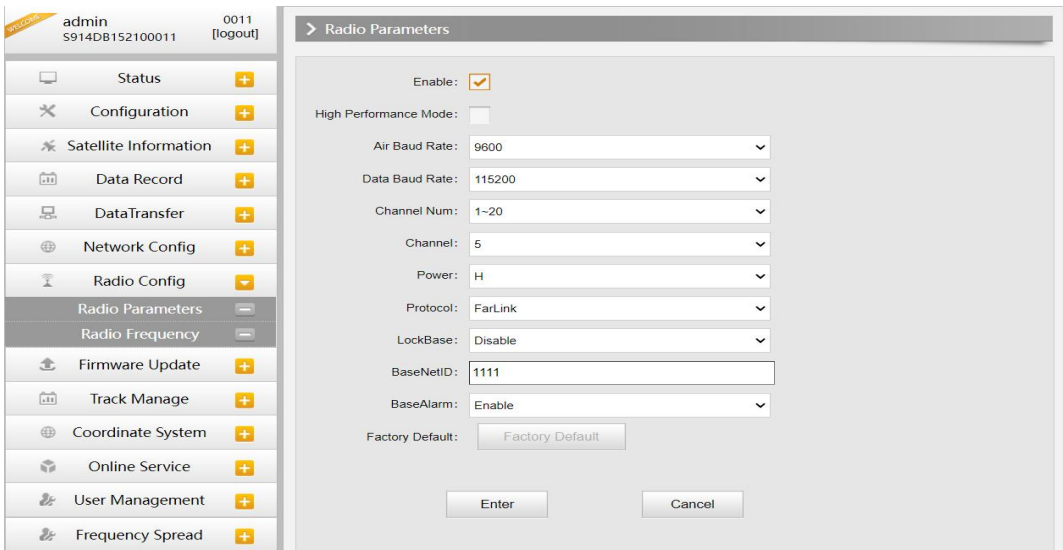 WELCOME
admin
S914DB152100011
0011
[logout]
Status
Configuration
Satellite Information
Data Record
DataTransfer
Network Config
Radio Config
Radio Parameters
Radio Frequency
Firmware Update
Track Manage
Coordinate System
Online Service
User Management
Frequency Spread
Radio Parameters
Enable:
High Performance Mode:
Air Baud Rate: 9600
Data Baud Rate: 115200
Channel Num: 1~20
Channel: 5
Power: H
Protocol: FarLink
LockBase: Disable
BaseNetID: 1111
BaseAlarm: Enable
Factory Default: Factory Default
Enter Cancel